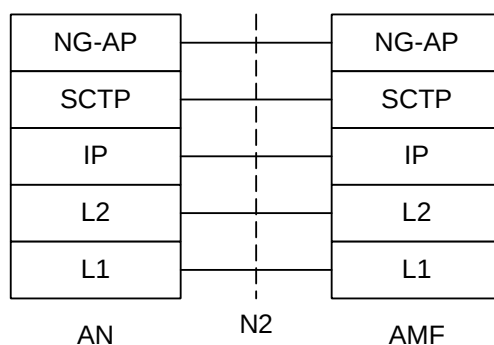 NG-AP NG-AP
SCTP SCTP
IP IP
L2 L2
L1 L1
AN N2 AMF